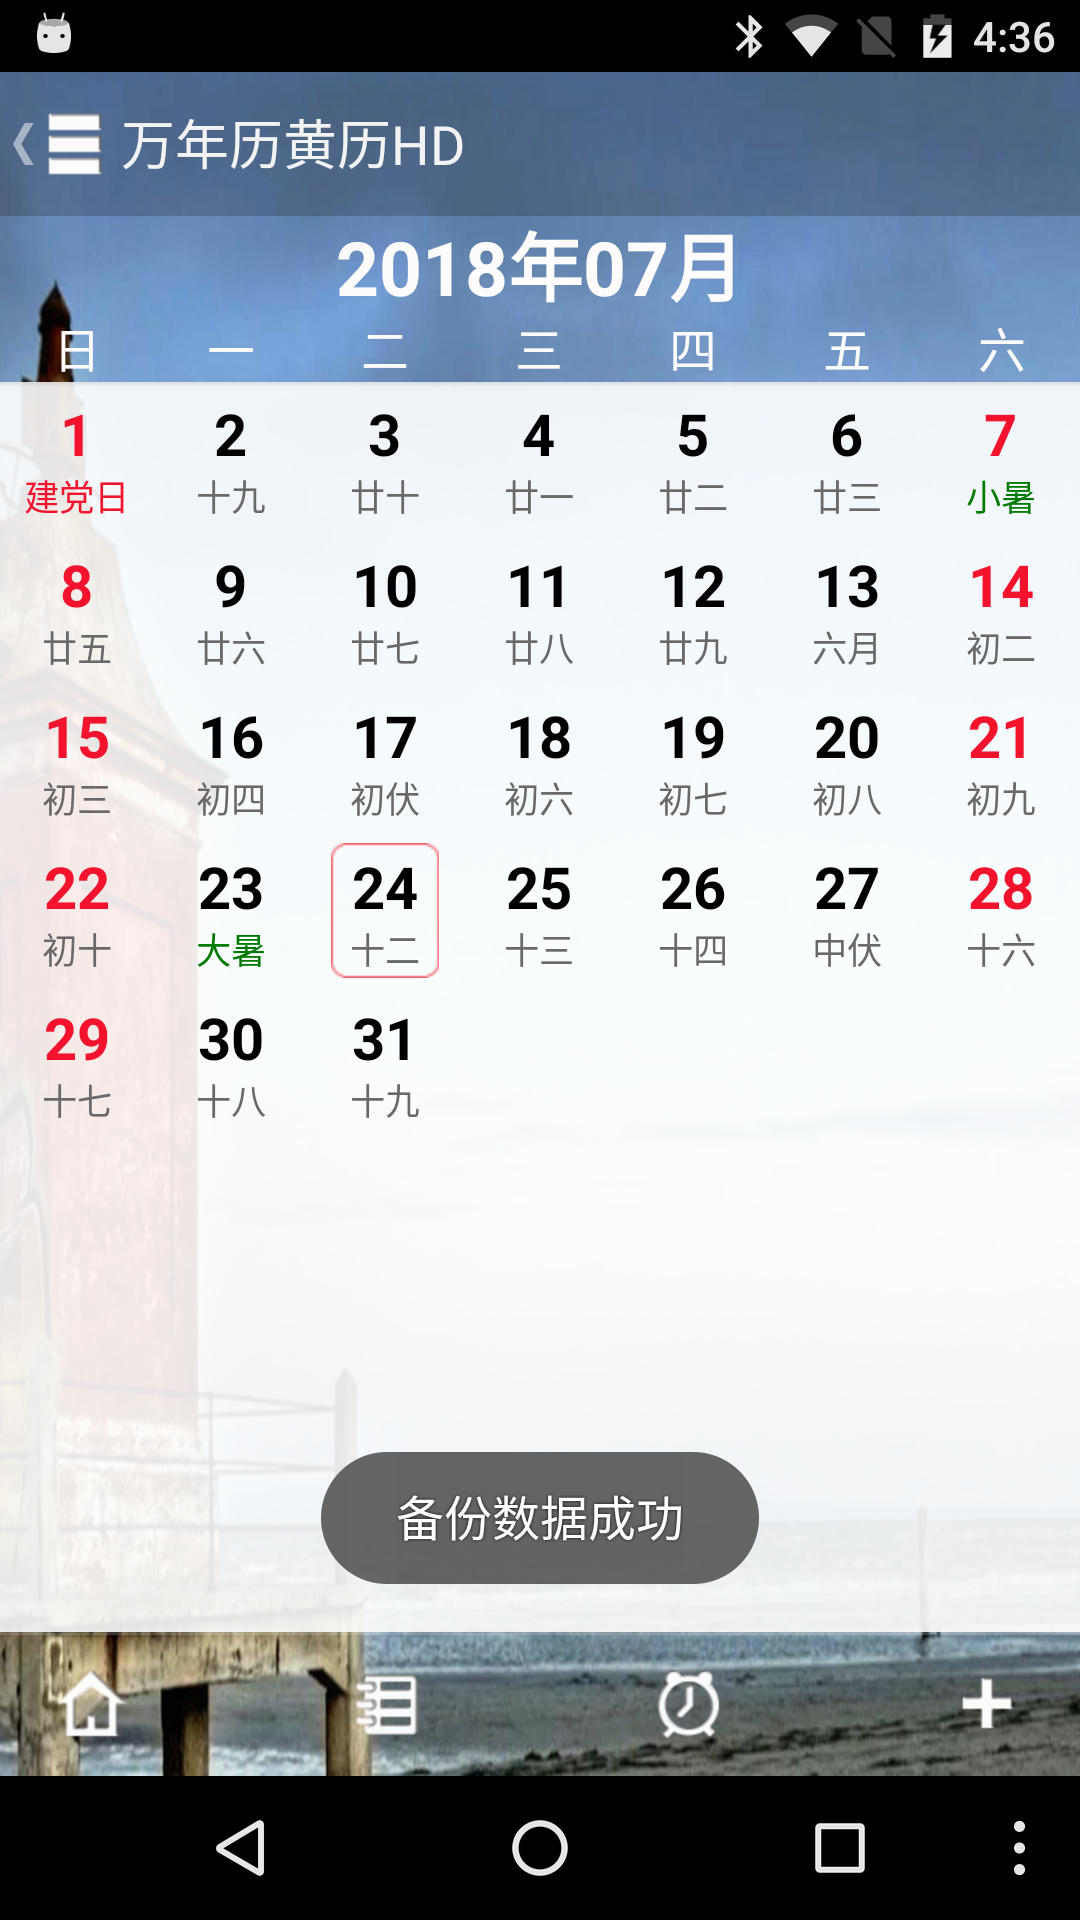 4:36
万年历黄历HD
2018年07月
日 一 二 三 四 五 六
1 2 3 4 5 6 7
建党日 十九 廿十 廿一 廿二 廿三 小暑
8 9 10 11 12 13 14
廿五 廿六 廿七 廿八 廿九 六月 初二
15 16 17 18 19 20 21
初三 初四 初伏 初六 初七 初八 初九
22 23 24 25 26 27 28
初十 大暑 十二 十三 十四 中伏 十六
29 30 31
十七 十八 十九
备份数据成功